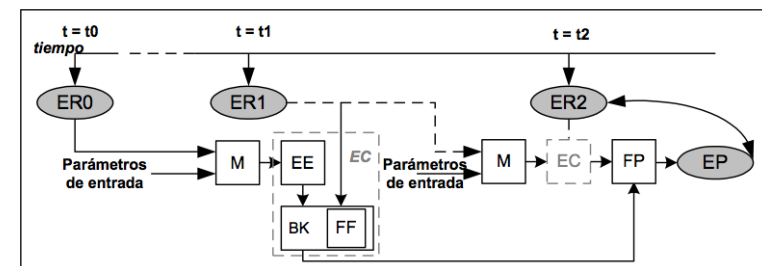 t = t0
t = t1
t = t2
tiempo
ER0
ER1
ER2
Parámetros
de entrada
M
EE
EC
Parámetros
de entrada
M
EC
FP
EP
BK
FF